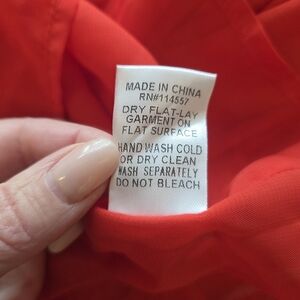 MADE IN CHINA
RN#114557
DRY FLAT-LAY
GARMENT ON
FLAT SURFACE
HAND WASH COLD
OR DRY CLEAN
WASH SEPARATELY
DO NOT BLEACH